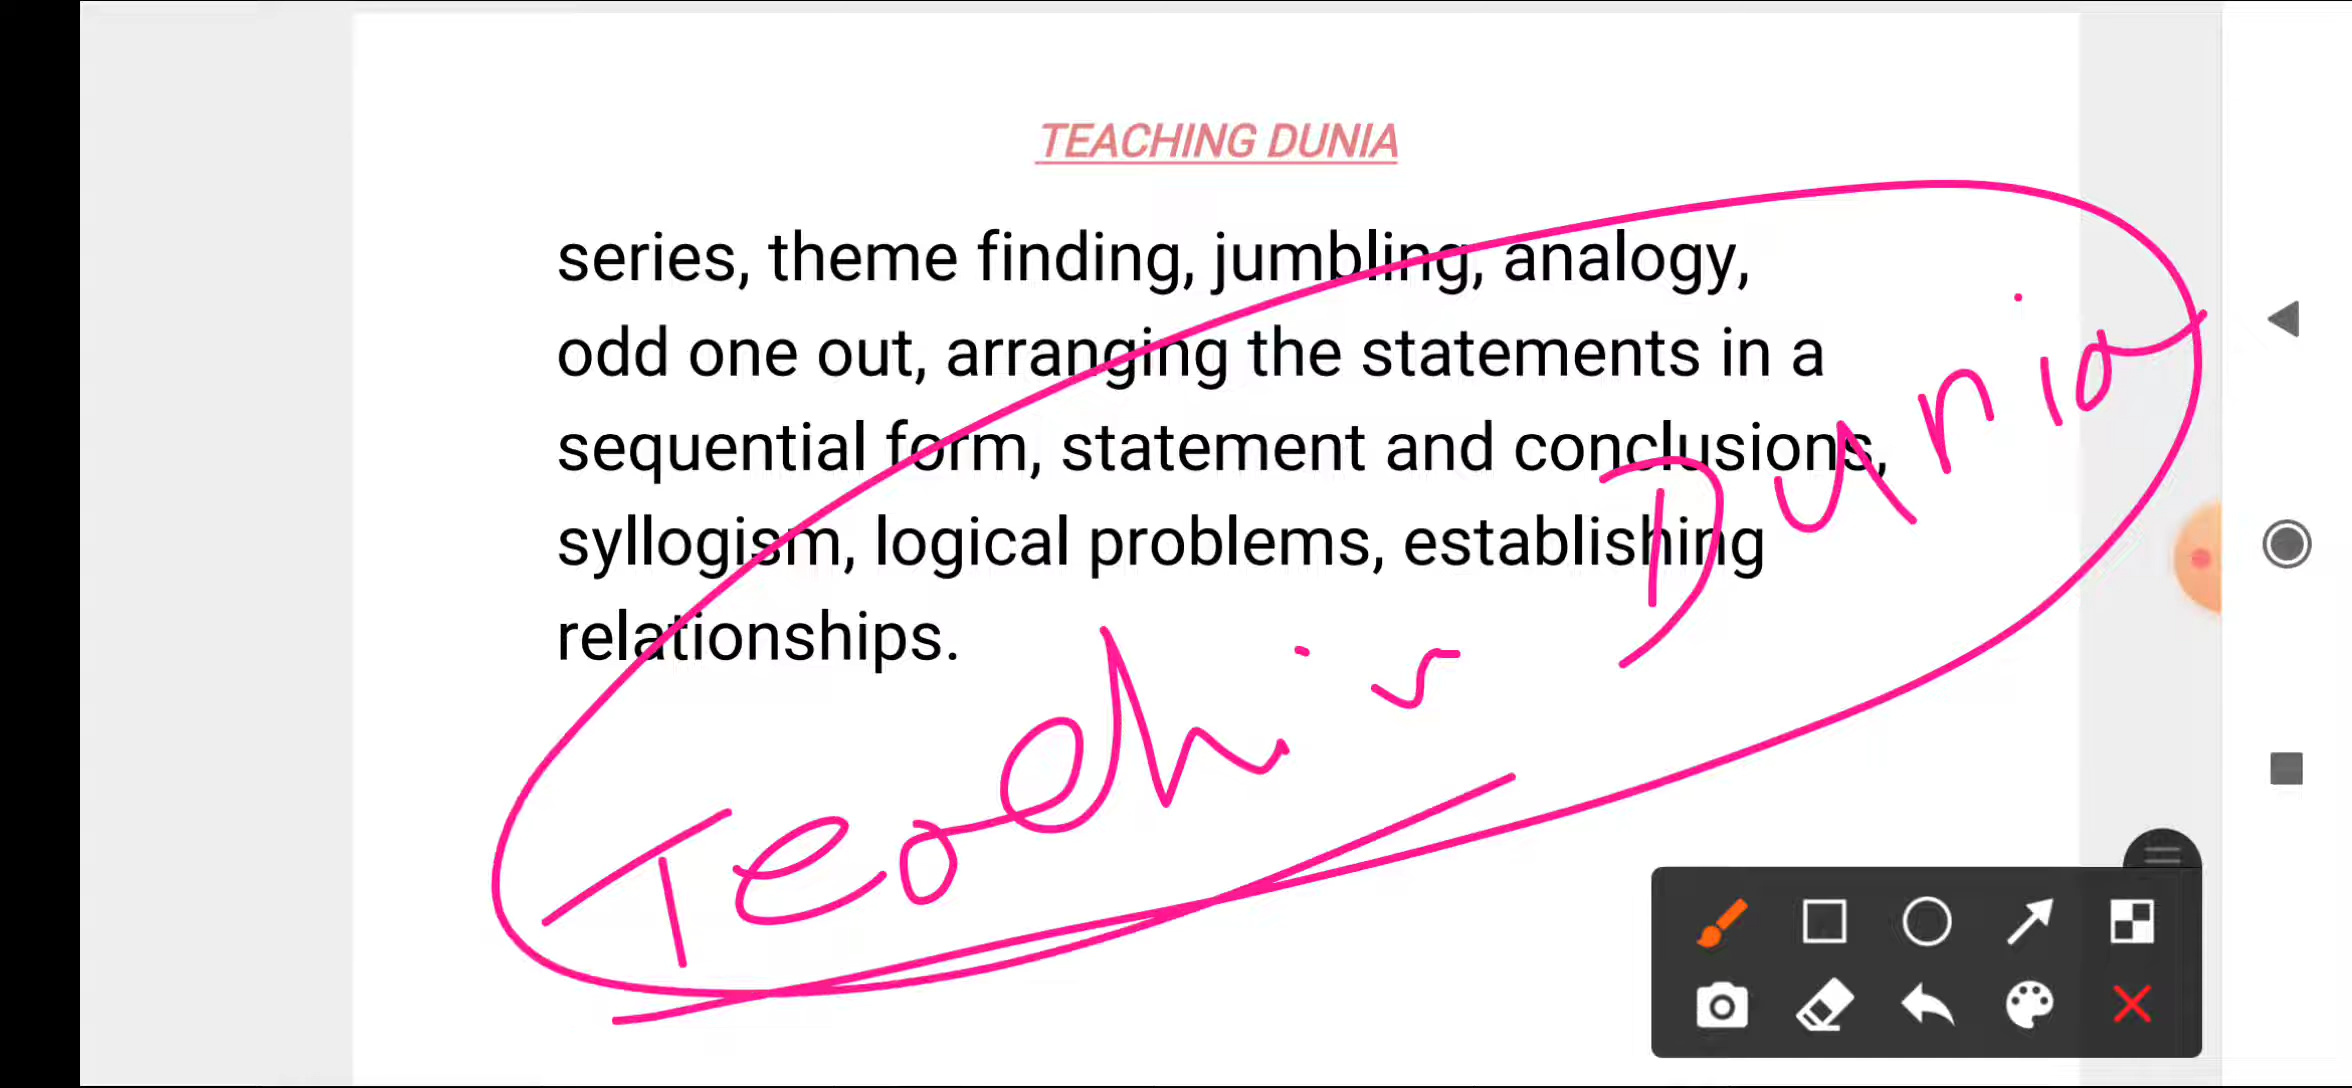 TEACHING DUNIA
series, theme finding, jumbling, analogy,
odd one out, arranging the statements in a
sequential form, statement and conclusions,
syllogism, logical problems, establishing
relationships.
Teachin Dunia